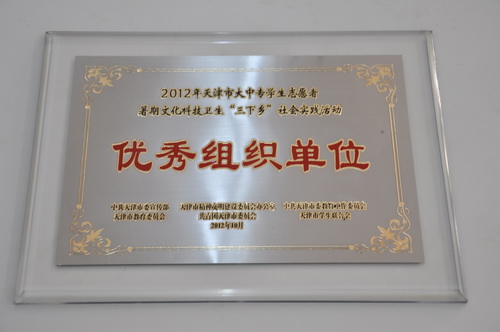 2012年天津市大中专学生志愿者
暑期文化科技卫生“三下乡”社会实践活动
优秀组织单位
中共天津市委宣传部 天津市精神文明建设委员会办公室 中共天津市委教育工作委员会
天津市教育委员会 共青团天津市委员会 天津市学生联合会
2012年10月